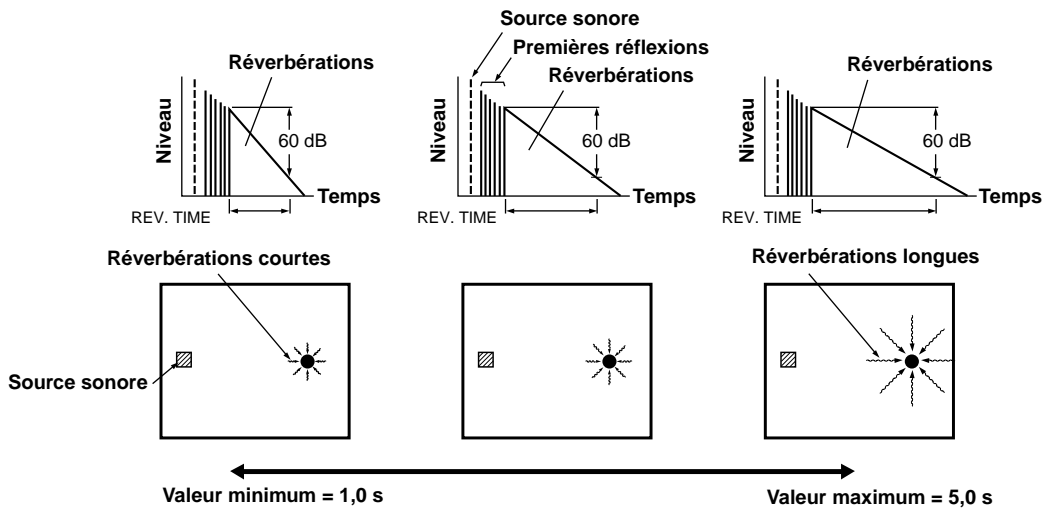 Source sonore
Premières réflexions
Réverbérations
Réverbérations
Réverbérations
Niveau
60 dB
Temps
REV. TIME
Niveau
60 dB
Temps
REV. TIME
Niveau
60 dB
Temps
REV. TIME
Réverbérations courtes
Réverbérations longues
Source sonore
Valeur minimum = 1,0 s
Valeur maximum = 5,0 s